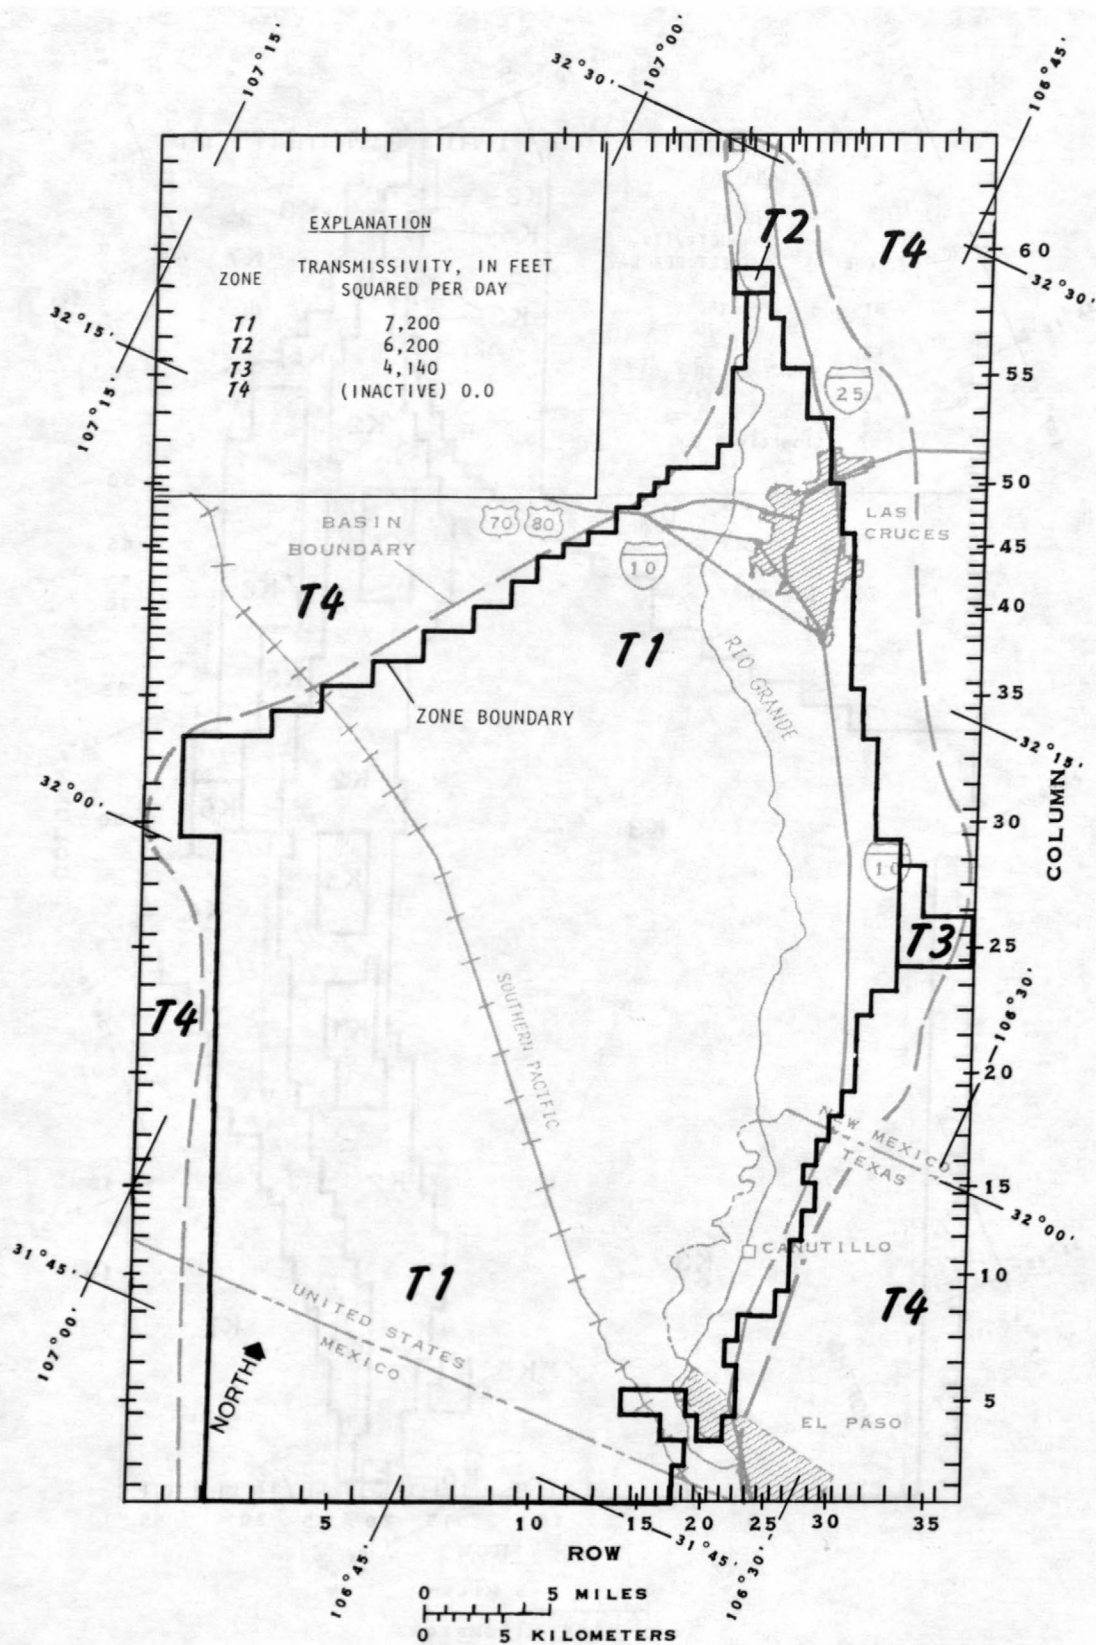 107°15'
32°30'
107°00'
106°45'
EXPLANATION
ZONE TRANSMISSIVITY, IN FEET
SQUARED PER DAY
T1 7,200
T2 6,200
T3 4,140
T4 (INACTIVE) 0.0
T2
T4
60
32°30'
32°15'
107°15'
55
25
50
BASIN
BOUNDARY
70 80
LAS
CRUCES
10
45
T4
40
T1
RIO GRANDE
35
ZONE BOUNDARY
32°15'
32°00'
COLUMN
30
10
T3
25
106°30'
T4
SOUTHERN PACIFIC
20
NEW MEXICO
TEXAS
15
32°00'
31°45'
CANUTILLO
10
T1
T4
UNITED STATES
MEXICO
107°00'
NORTH
5
EL PASO
5 10 15 20 25 30 35
31°45'
106°45'
106°30'
ROW
0 5 MILES
0 5 KILOMETERS